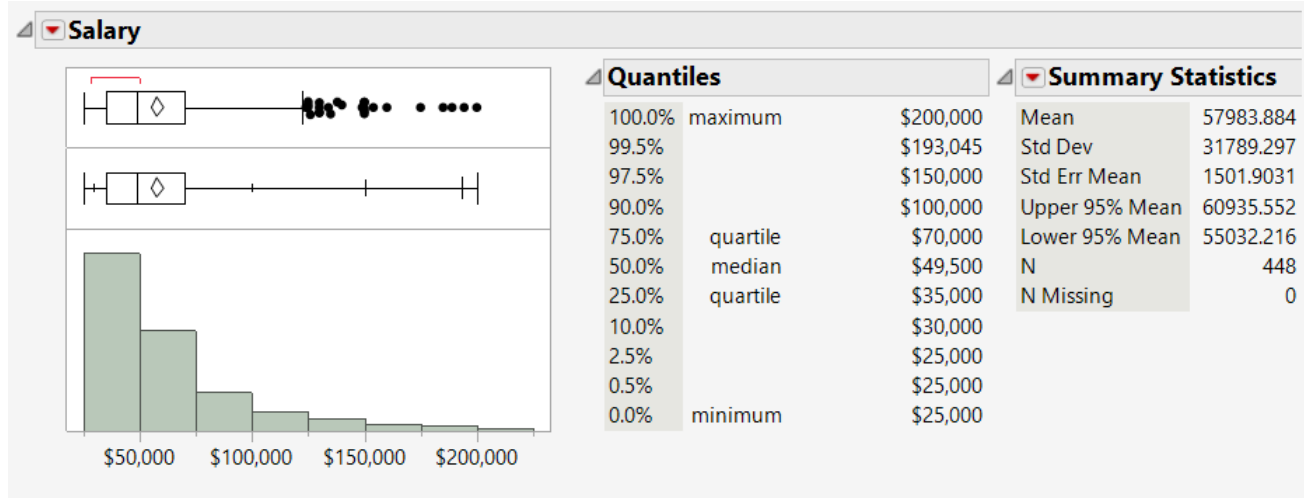 Salary
Quantiles
100.0% maximum $200,000
99.5% $193,045
97.5% $150,000
90.0% $100,000
75.0% quartile $70,000
50.0% median $49,500
25.0% quartile $35,000
10.0% $30,000
2.5% $25,000
0.5% $25,000
0.0% minimum $25,000
Summary Statistics
Mean 57983.884
Std Dev 31789.297
Std Err Mean 1501.9031
Upper 95% Mean 60935.552
Lower 95% Mean 55032.216
N 448
N Missing 0
$50,000 $100,000 $150,000 $200,000